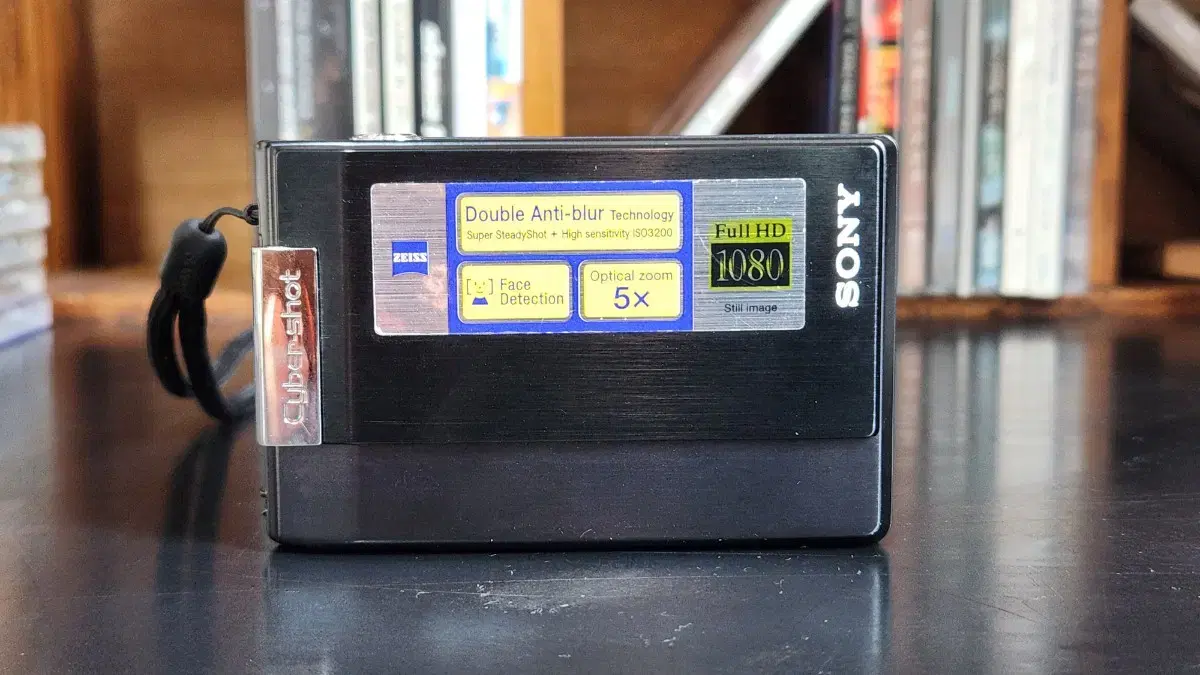 ZEISS
Double Anti-blur Technology
Super SteadyShot + High sensitivity ISO3200
Face
Detection
Optical zoom
5×
Full HD
1080
Still image
SONY
Cyber-shot